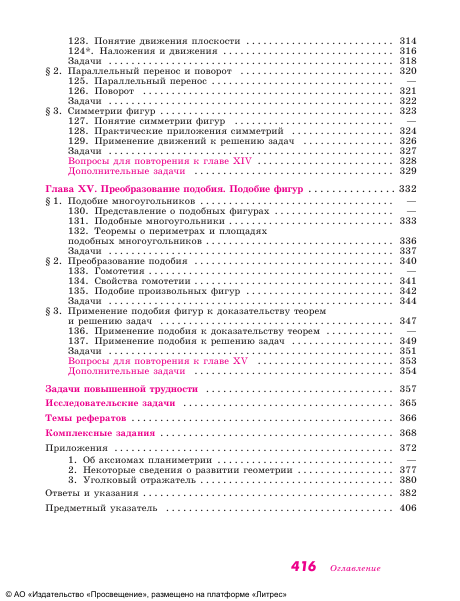 123. Понятие движения плоскости . . . . . . . . . . . . . . . . . . . . . . . . 314
124*. Наложения и движения . . . . . . . . . . . . . . . . . . . . . . . . . . . 316
Задачи . . . . . . . . . . . . . . . . . . . . . . . . . . . . . . . . . . . . . . . . . . . . . . . 318
§ 2. Параллельный перенос и поворот . . . . . . . . . . . . . . . . . . . . . . . . . 320
125. Параллельный перенос . . . . . . . . . . . . . . . . . . . . . . . . . . . . . —
126. Поворот . . . . . . . . . . . . . . . . . . . . . . . . . . . . . . . . . . . . . . . . . 321
Задачи . . . . . . . . . . . . . . . . . . . . . . . . . . . . . . . . . . . . . . . . . . . . . . . 322
§ 3. Симметрии фигур . . . . . . . . . . . . . . . . . . . . . . . . . . . . . . . . . . . . . . 323
127. Понятие симметрии фигур . . . . . . . . . . . . . . . . . . . . . . . . . . —
128. Практические приложения симметрий . . . . . . . . . . . . . . . . . 324
129. Применение движений к решению задач . . . . . . . . . . . . . . . 326
Задачи . . . . . . . . . . . . . . . . . . . . . . . . . . . . . . . . . . . . . . . . . . . . . . . 327
Вопросы для повторения к главе XIV . . . . . . . . . . . . . . . . . . . . . . 328
Дополнительные задачи . . . . . . . . . . . . . . . . . . . . . . . . . . . . . . . . . 329
Глава XV. Преобразование подобия. Подобие фигур . . . . . . . . . . . . . . 332
§ 1. Подобие многоугольников . . . . . . . . . . . . . . . . . . . . . . . . . . . . . . . —
130. Представление о подобных фигурах . . . . . . . . . . . . . . . . . . . —
131. Подобные многоугольники . . . . . . . . . . . . . . . . . . . . . . . . . . . 333
132. Теоремы о периметрах и площадях
подобных многоугольников . . . . . . . . . . . . . . . . . . . . . . . . . . . . . . 336
Задачи . . . . . . . . . . . . . . . . . . . . . . . . . . . . . . . . . . . . . . . . . . . . . . . 337
§ 2. Преобразование подобия . . . . . . . . . . . . . . . . . . . . . . . . . . . . . . . . 340
133. Гомотетия . . . . . . . . . . . . . . . . . . . . . . . . . . . . . . . . . . . . . . . . —
134. Свойства гомотетии . . . . . . . . . . . . . . . . . . . . . . . . . . . . . . . . 341
135. Подобие произвольных фигур . . . . . . . . . . . . . . . . . . . . . . . . 342
Задачи . . . . . . . . . . . . . . . . . . . . . . . . . . . . . . . . . . . . . . . . . . . . . . . 344
§ 3. Применение подобия фигур к доказательству теорем
и решению задач . . . . . . . . . . . . . . . . . . . . . . . . . . . . . . . . . . . . . . 347
136. Применение подобия к доказательству теорем . . . . . . . . . . —
137. Применение подобия к решению задач . . . . . . . . . . . . . . . . . 349
Задачи . . . . . . . . . . . . . . . . . . . . . . . . . . . . . . . . . . . . . . . . . . . . . . . 351
Вопросы для повторения к главе XV . . . . . . . . . . . . . . . . . . . . . . . 353
Дополнительные задачи . . . . . . . . . . . . . . . . . . . . . . . . . . . . . . . . . 354
Задачи повышенной трудности . . . . . . . . . . . . . . . . . . . . . . . . . . . . . . 357
Исследовательские задачи . . . . . . . . . . . . . . . . . . . . . . . . . . . . . . . . . . 365
Темы рефератов . . . . . . . . . . . . . . . . . . . . . . . . . . . . . . . . . . . . . . . . . . . 366
Комплексные задания . . . . . . . . . . . . . . . . . . . . . . . . . . . . . . . . . . . . . . 368
Приложения . . . . . . . . . . . . . . . . . . . . . . . . . . . . . . . . . . . . . . . . . . . . . . 372
1. Об аксиомах планиметрии . . . . . . . . . . . . . . . . . . . . . . . . . . . . . —
2. Некоторые сведения о развитии геометрии . . . . . . . . . . . . . . . . 377
3. Уголковый отражатель . . . . . . . . . . . . . . . . . . . . . . . . . . . . . . . . 380
Ответы и указания . . . . . . . . . . . . . . . . . . . . . . . . . . . . . . . . . . . . . . . . . 382
Предметный указатель . . . . . . . . . . . . . . . . . . . . . . . . . . . . . . . . . . . . . 406
416 Оглавление
© АО «Издательство «Просвещение», размещено на платформе «Литрес»